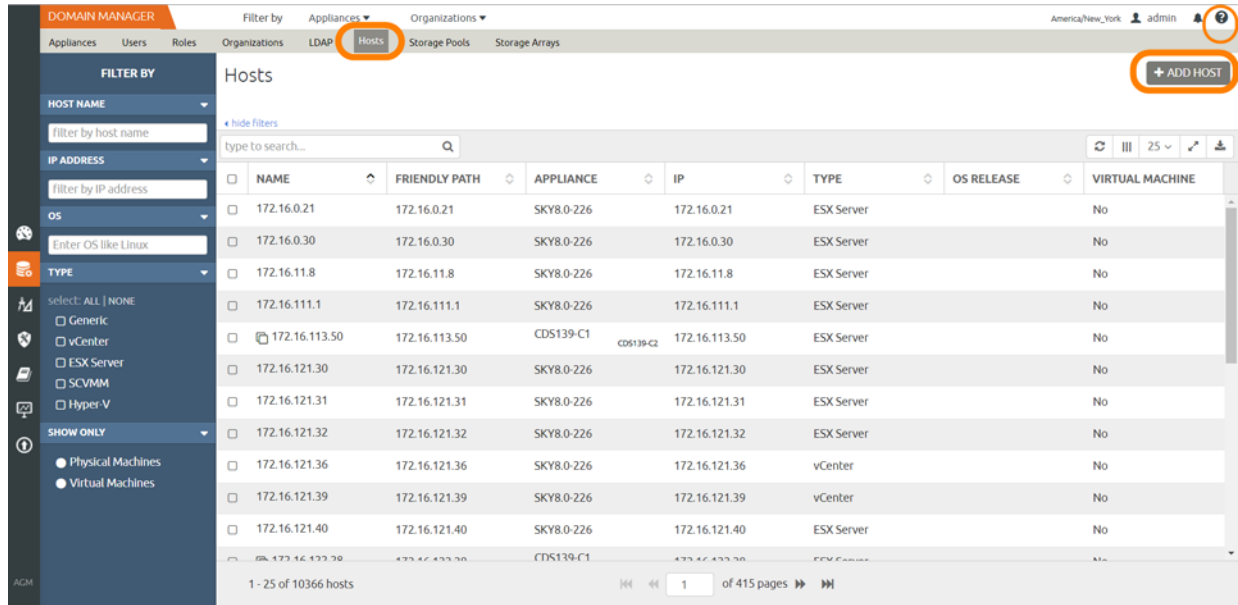 DOMAIN MANAGER
Filter by Appliances Organizations
America/New_York admin
Appliances Users Roles Organizations LDAP Hosts Storage Pools Storage Arrays
FILTER BY
HOST NAME
filter by host name
IP ADDRESS
filter by IP address
OS
Enter OS like Linux
TYPE
select: ALL | NONE
Generic
vCenter
ESX Server
SCVMM
Hyper-V
SHOW ONLY
Physical Machines
Virtual Machines
AGM
Hosts
+ ADD HOST
hide filters
type to search...
25
NAME FRIENDLY PATH APPLIANCE IP TYPE OS RELEASE VIRTUAL MACHINE
172.16.0.21 172.16.0.21 SKY8.0-226 172.16.0.21 ESX Server No
172.16.0.30 172.16.0.30 SKY8.0-226 172.16.0.30 ESX Server No
172.16.11.8 172.16.11.8 SKY8.0-226 172.16.11.8 ESX Server No
172.16.111.1 172.16.111.1 SKY8.0-226 172.16.111.1 ESX Server No
172.16.113.50 172.16.113.50 CDS139-C1 CDS139-C2 172.16.113.50 ESX Server No
172.16.121.30 172.16.121.30 SKY8.0-226 172.16.121.30 ESX Server No
172.16.121.31 172.16.121.31 SKY8.0-226 172.16.121.31 ESX Server No
172.16.121.32 172.16.121.32 SKY8.0-226 172.16.121.32 ESX Server No
172.16.121.36 172.16.121.36 SKY8.0-226 172.16.121.36 vCenter No
172.16.121.39 172.16.121.39 SKY8.0-226 172.16.121.39 vCenter No
172.16.121.40 172.16.121.40 SKY8.0-226 172.16.121.40 ESX Server No
CDS139-C1
1 - 25 of 10366 hosts 1 of 415 pages